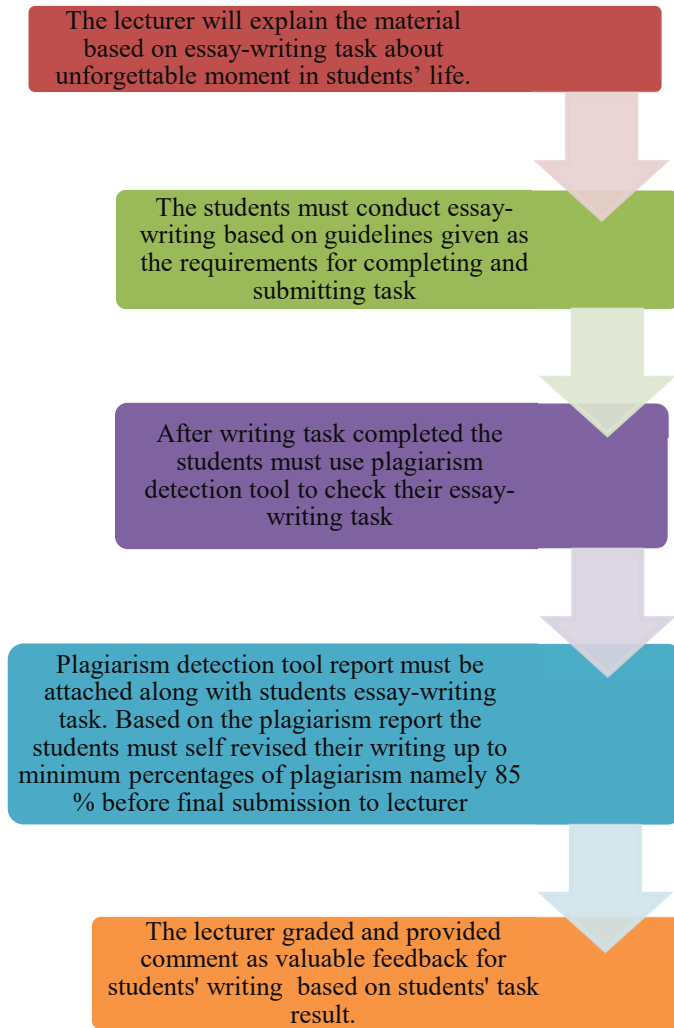 The lecturer will explain the material
based on essay-writing task about
unforgettable moment in students’ life.
The students must conduct essay-
writing based on guidelines given as
the requirements for completing and
submitting task
After writing task completed the
students must use plagiarism
detection tool to check their essay-
writing task
Plagiarism detection tool report must be
attached along with students essay-writing
task. Based on the plagiarism report the
students must self revised their writing up to
minimum percentages of plagiarism namely 85
% before final submission to lecturer
The lecturer graded and provided
comment as valuable feedback for
students' writing based on students' task
result.